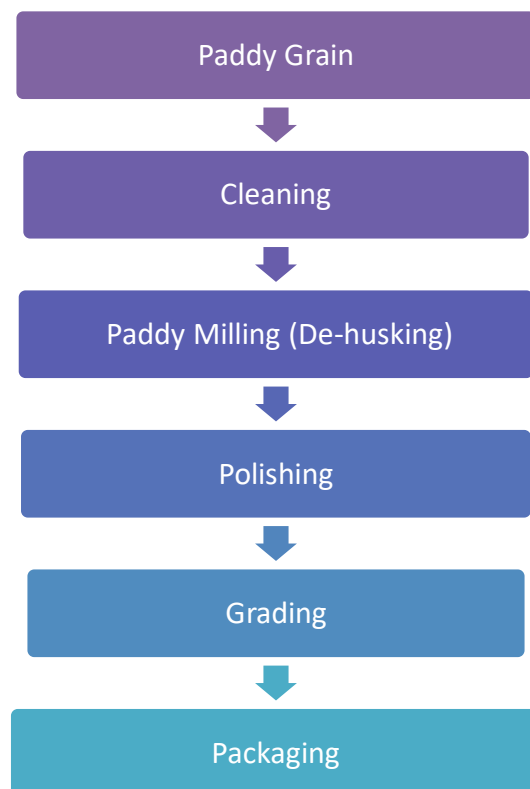 Paddy Grain
Cleaning
Paddy Milling (De-husking)
Polishing
Grading
Packaging